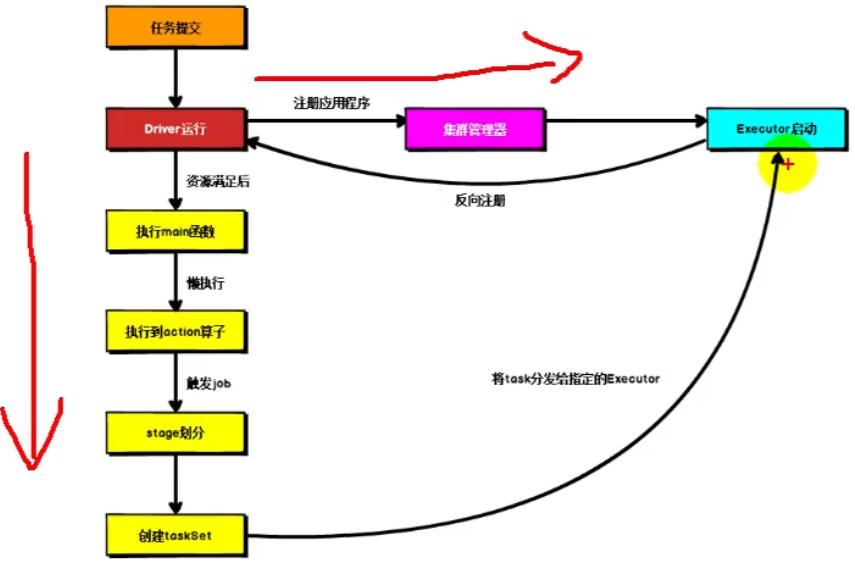 任务提交
注册应用程序
Driver运行
集群管理器
Executor启动
资源满足后
反向注册
执行main函数
懒执行
执行到action算子
将task分发给指定的Executor
触发job
stage划分
创建taskSet